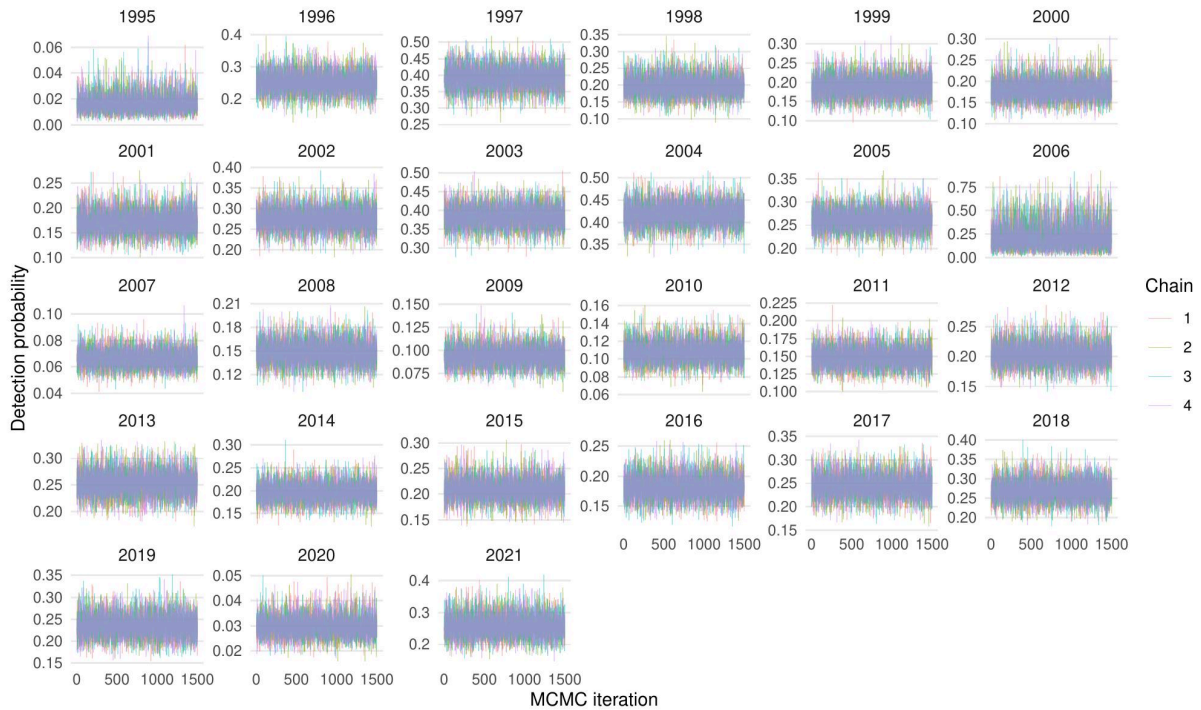 1995 1996 1997 1998 1999 2000
0.06 0.04 0.02 0.00
0.4 0.3 0.2
0.50 0.45 0.40 0.35 0.30 0.25
0.35 0.30 0.25 0.20 0.15 0.10
0.30 0.25 0.20 0.15 0.10
0.30 0.25 0.20 0.15 0.10
2001 2002 2003 2004 2005 2006
0.25 0.20 0.15 0.10
0.40 0.35 0.30 0.25 0.20
0.50 0.45 0.40 0.35 0.30
0.50 0.45 0.40 0.35
0.35 0.30 0.25 0.20
0.75 0.50 0.25 0.00
2007 2008 2009 2010 2011 2012
0.10 0.08 0.06 0.04
0.21 0.18 0.15 0.12
0.150 0.125 0.100 0.075
0.16 0.14 0.12 0.10 0.08 0.06
0.225 0.200 0.175 0.150 0.125 0.100
0.25 0.20 0.15
2013 2014 2015 2016 2017 2018
0.30 0.25 0.20
0.30 0.25 0.20 0.15
0.30 0.25 0.20 0.15
0.25 0.20 0.15
0.35 0.30 0.25 0.20 0.15
0.40 0.35 0.30 0.25 0.20
0 500 1000 1500
0 500 1000 1500
0 500 1000 1500
2019 2020 2021
0.35 0.30 0.25 0.20 0.15
0.05 0.04 0.03 0.02
0.4 0.3 0.2
0 500 1000 1500
0 500 1000 1500
0 500 1000 1500
MCMC iteration
Detection probability
Chain
1
2
3
4